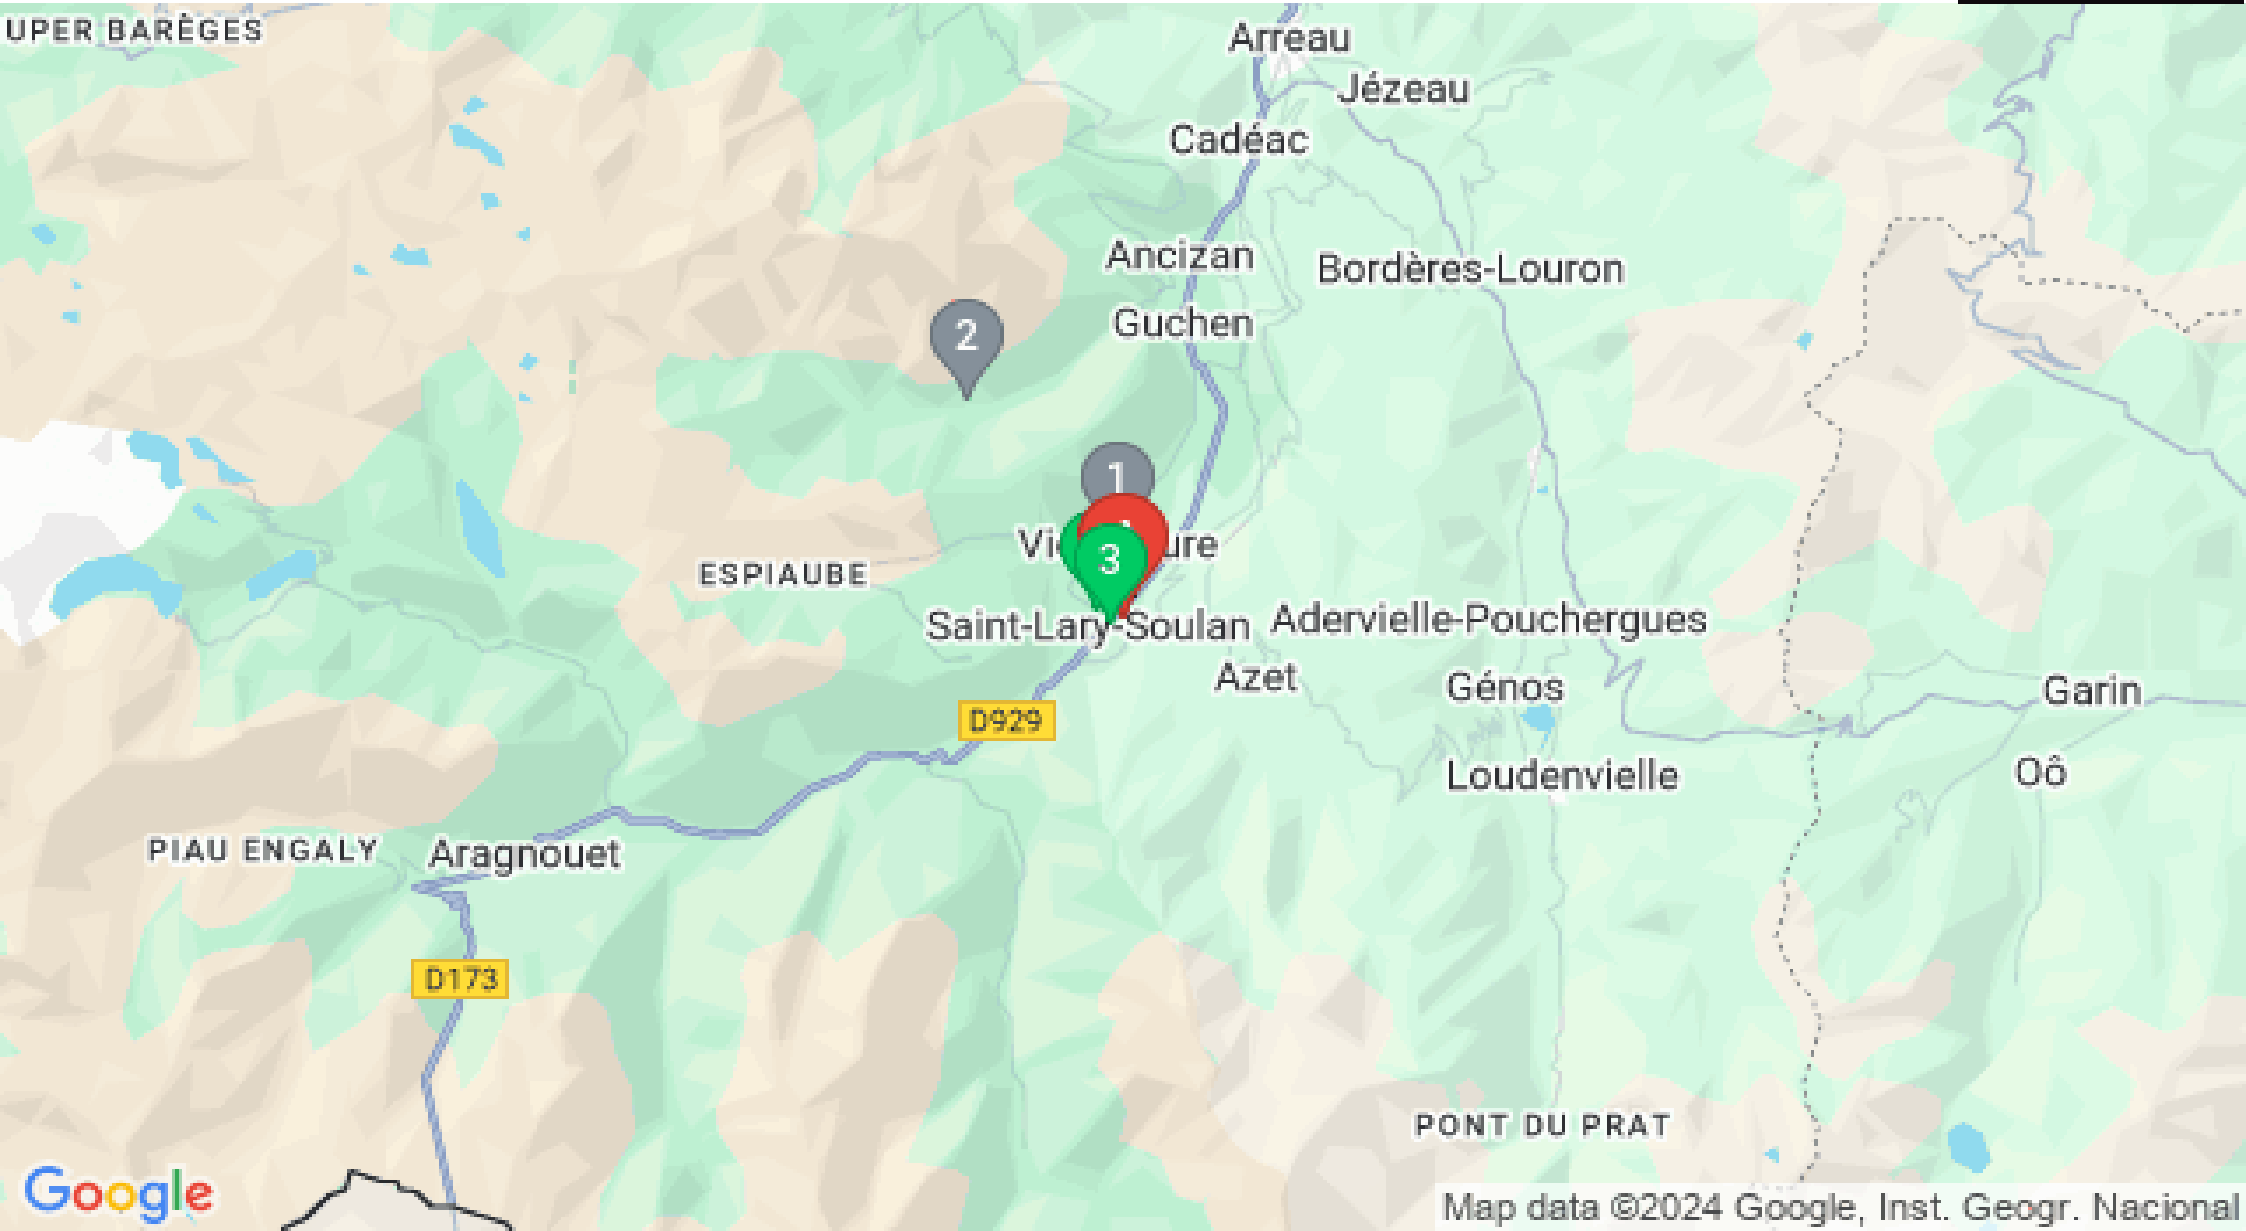 UPER BARÈGES
Arreau
Jézeau
Cadéac
Ancizan
Bordères-Louron
Guchen
2
1
3
ESPIAUBE
Saint-Lary-Soulan
Adervielle-Pouchergues
Azet
Génos
Garin
D929
Loudenvielle
Oô
PIAU ENGALY
Aragnouet
D173
PONT DU PRAT
Google
Map data ©2024 Google, Inst. Geogr. Nacional